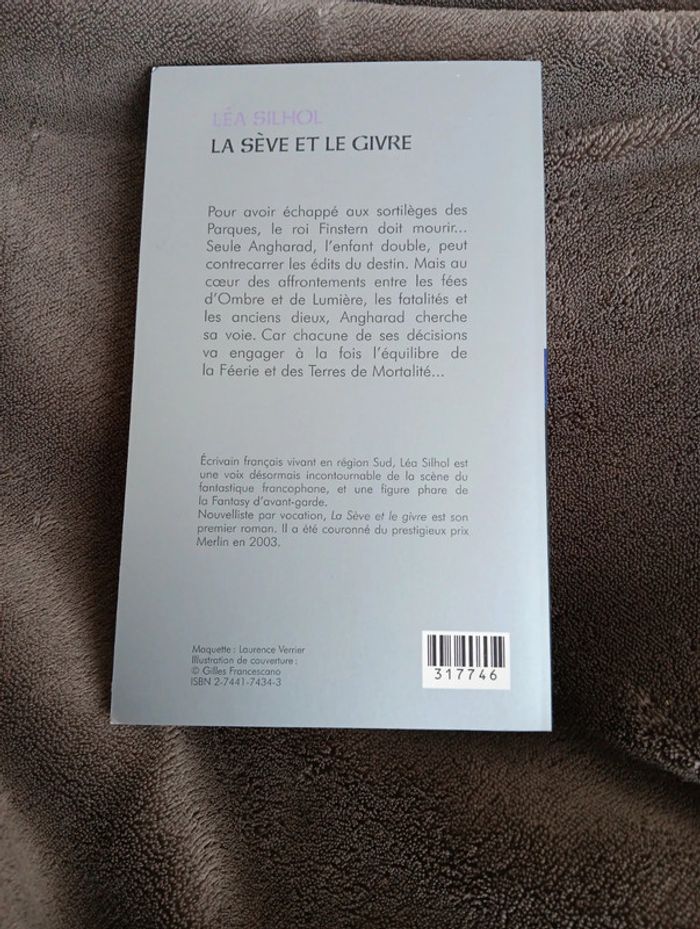 LÉA SILHOL
LA SÈVE ET LE GIVRE
Pour avoir échappé aux sortilèges des
Parques, le roi Finstern doit mourir...
Seule Angharad, l'enfant double, peut
contrecarrer les édits du destin. Mais au
cœur des affrontements entre les fées
d'Ombre et de Lumière, les fatalités et
les anciens dieux, Angharad cherche
sa voie. Car chacune de ses décisions
va engager à la fois l'équilibre de
la Féerie et des Terres de Mortalité...
Écrivain français vivant en région Sud, Léa Silhol est
une voix désormais incontournable de la scène du
fantastique francophone, et une figure phare de
la Fantasy d'avant-garde.
Nouvelliste par vocation, La Sève et le givre est son
premier roman. Il a été couronné du prestigieux prix
Merlin en 2003.
Maquette : Laurence Verrier
Illustration de couverture :
© Gilles Francescano
ISBN 2-7441-7434-3
317746